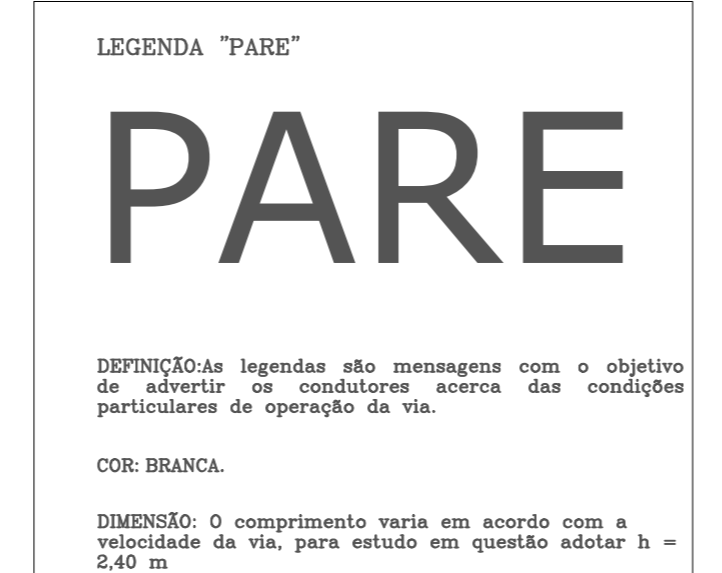 LEGENDA "PARE"
PARE
DEFINIÇÃO:As legendas são mensagens com o objetivo
de advertir os condutores acerca das condições
particulares de operação da via.
COR: BRANCA.
DIMENSÃO: O comprimento varia em acordo com a
velocidade da via, para estudo em questão adotar h =
2,40 m